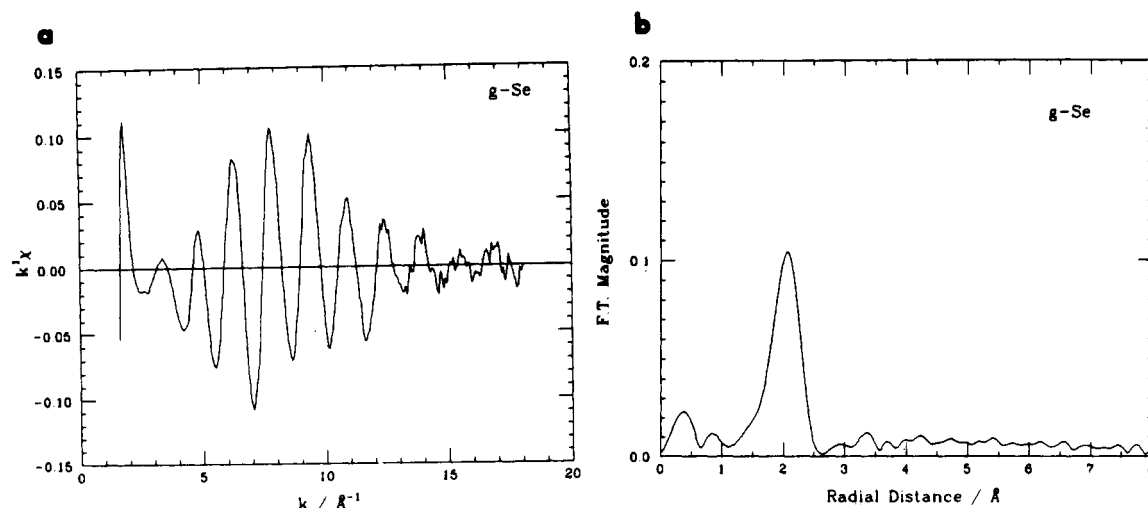 a
g-Se
0.15
0.10
0.05
0.00
-0.05
-0.10
-0.15
k¹χ
0 5 10 15 20
k / Å⁻¹
b
g-Se
0.2
0.1
0.0
F.T. Magnitude
0 1 2 3 4 5 6 7
Radial Distance / Å